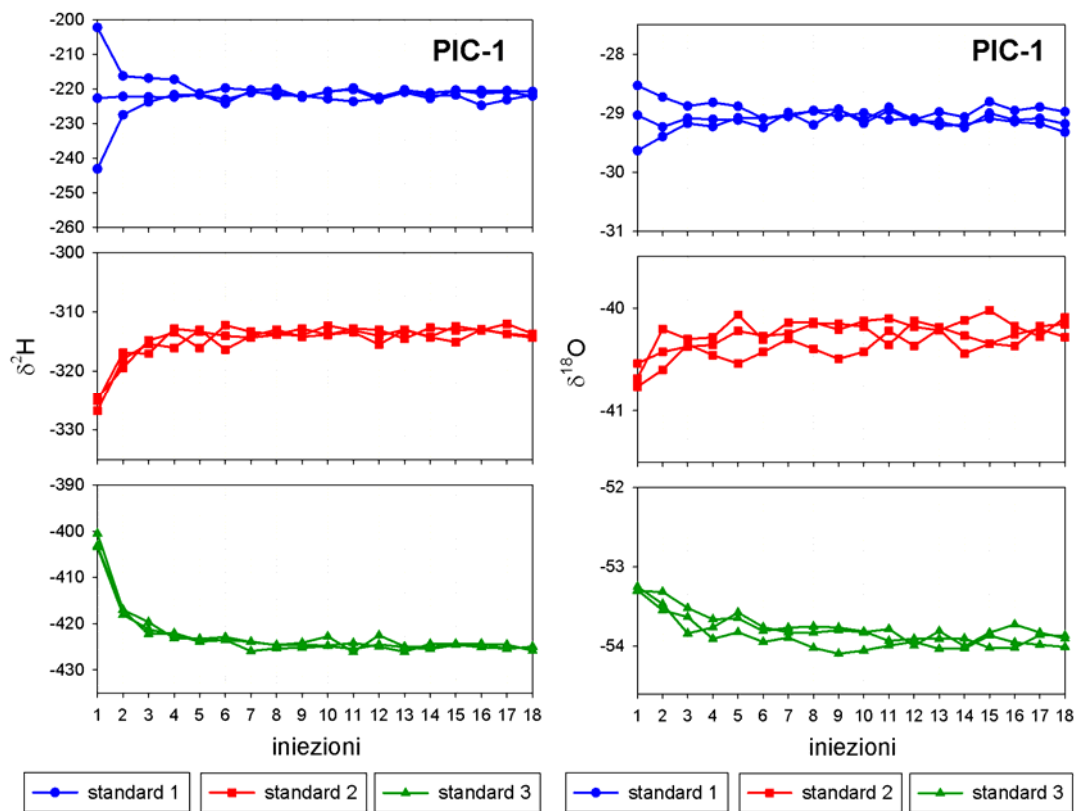 PIC-1
δ²H
-200
-210
-220
-230
-240
-250
-260
-300
-310
-320
-330
-390
-400
-410
-420
-430
1 2 3 4 5 6 7 8 9 10 11 12 13 14 15 16 17 18
iniezioni
PIC-1
δ¹⁸O
-28
-29
-30
-31
-40
-41
-52
-53
-54
1 2 3 4 5 6 7 8 9 10 11 12 13 14 15 16 17 18
iniezioni
standard 1 standard 2 standard 3
standard 1 standard 2 standard 3